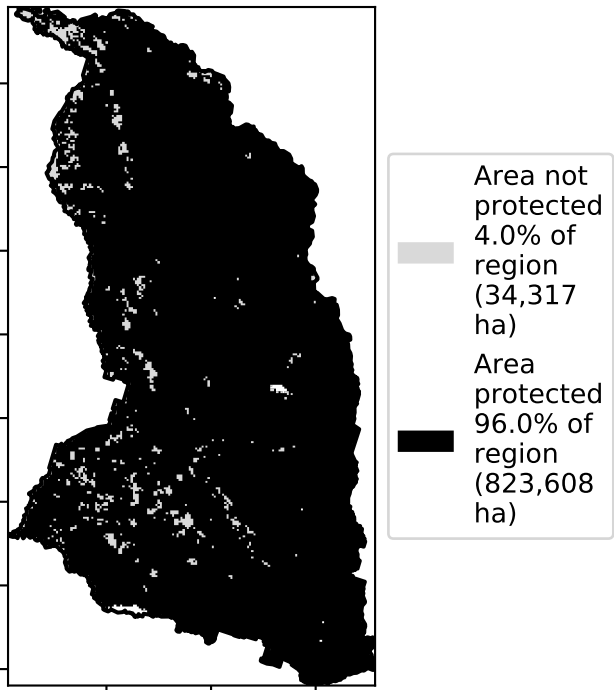 Area not
protected
4.0% of
region
(34,317
ha)
Area
protected
96.0% of
region
(823,608
ha)